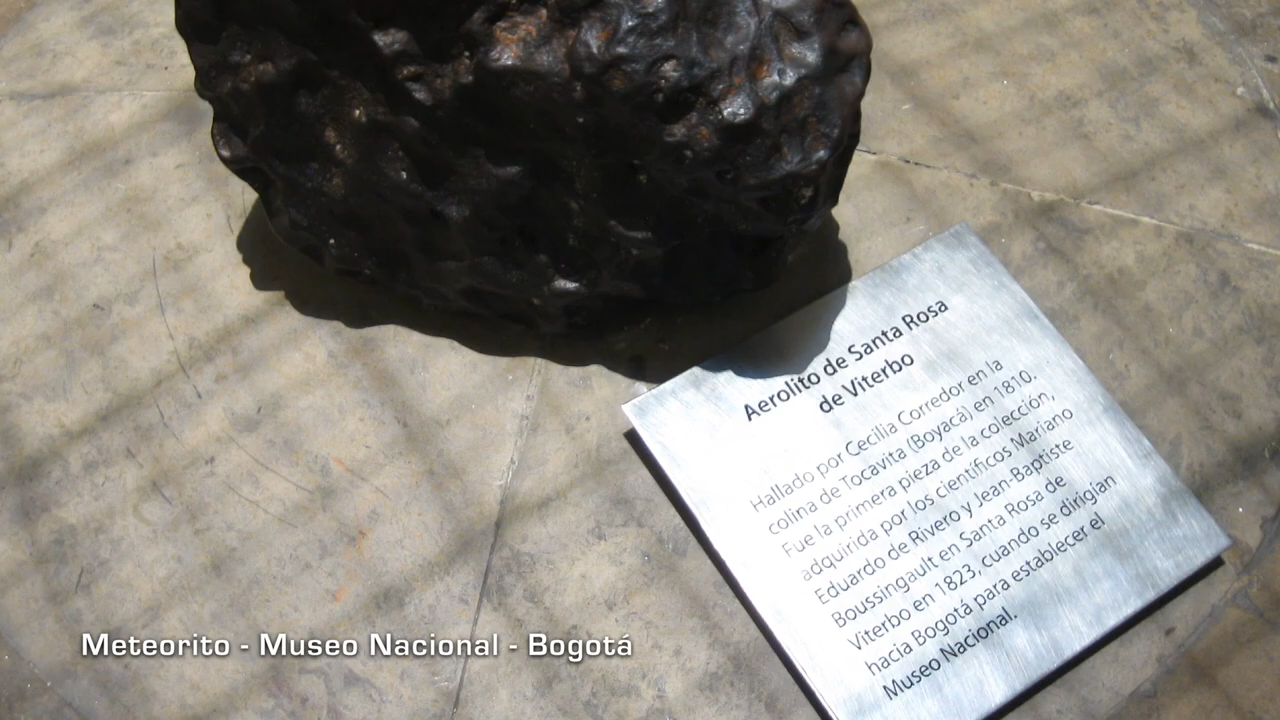 Aerolito de Santa Rosa
de Viterbo
Hallado por Cecilia Corredor en la
colina de Tocavita (Boyacá) en 1810.
Fue la primera pieza de la colección,
adquirida por los científicos Mariano
Eduardo de Rivero y Jean-Baptiste
Boussingault en Santa Rosa de
Viterbo en 1823, cuando se dirigían
hacia Bogotá para establecer el
Museo Nacional.
Meteorito - Museo Nacional - Bogotá